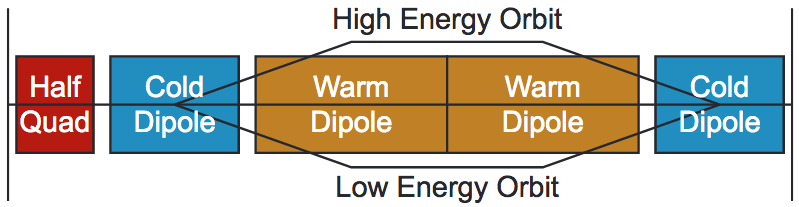 High Energy Orbit
Half
Quad
Cold
Dipole
Warm
Dipole
Warm
Dipole
Cold
Dipole
Low Energy Orbit